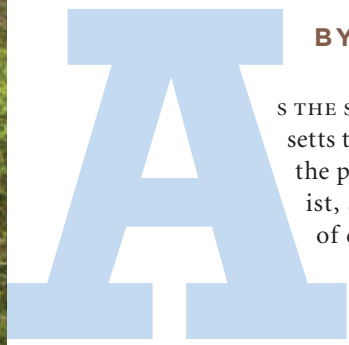 BY
A
S THE S
setts t
the p
ist,
of